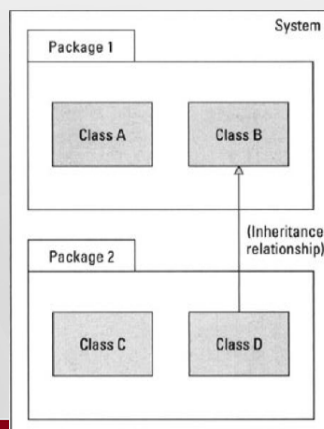 System
Package 1
Class A
Class B
(Inheritance
relationship)
Package 2
Class C
Class D